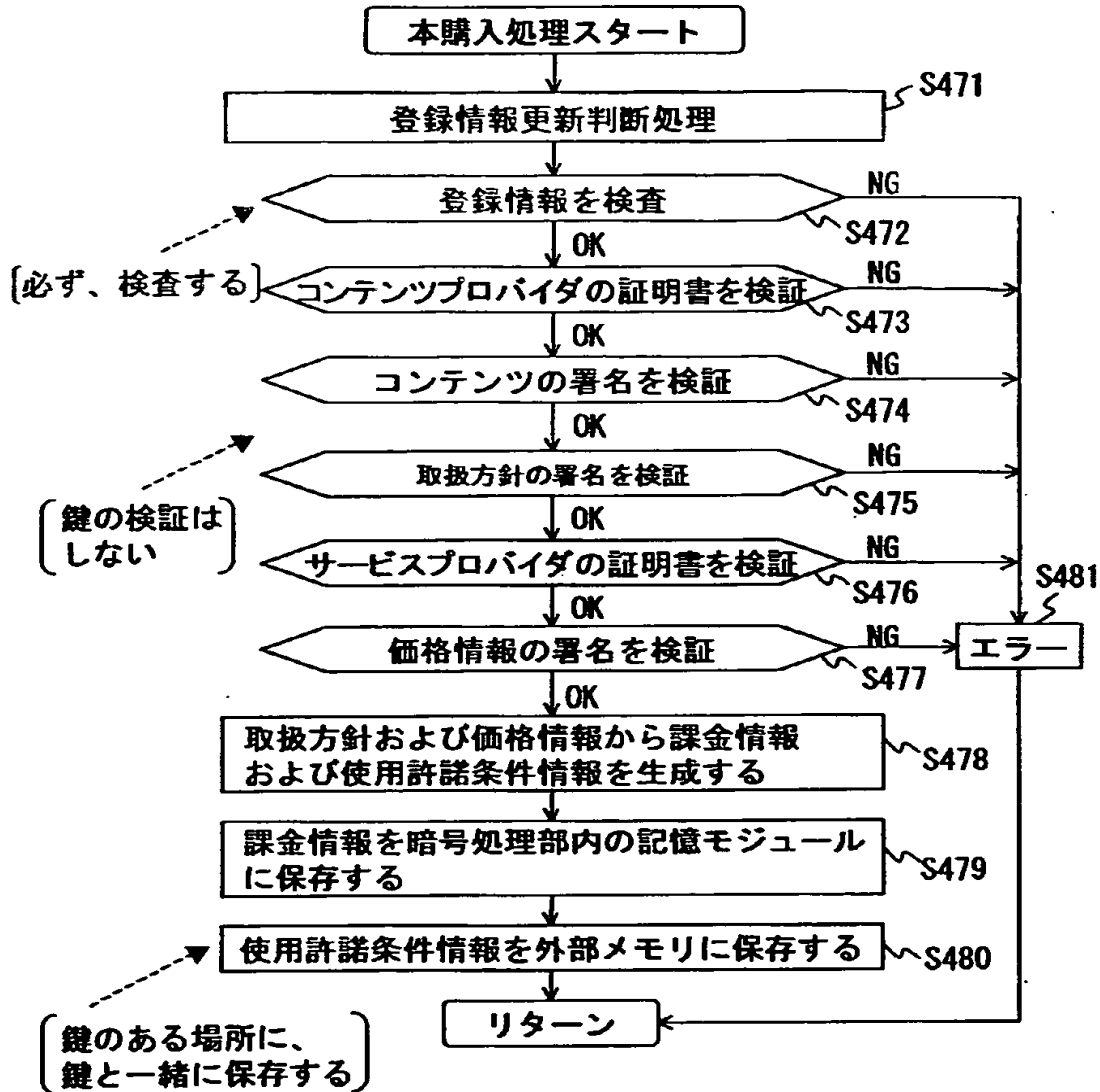 本購入処理スタート
S471
登録情報更新判断処理
登録情報を検査
NG
S472
OK
必ず、検査する
コンテンツプロバイダの証明書を検証
NG
S473
OK
コンテンツの署名を検証
NG
S474
OK
取扱方針の署名を検証
NG
S475
OK
鍵の検証は
しない
サービスプロバイダの証明書を検証
NG
S476
OK
S481
エラー
価格情報の署名を検証
NG
S477
OK
取扱方針および価格情報から課金情報
および使用許諾条件情報を生成する
S478
課金情報を暗号処理部内の記憶モジュール
に保存する
S479
使用許諾条件情報を外部メモリに保存する
S480
リターン
鍵のある場所に、
鍵と一緒に保存する